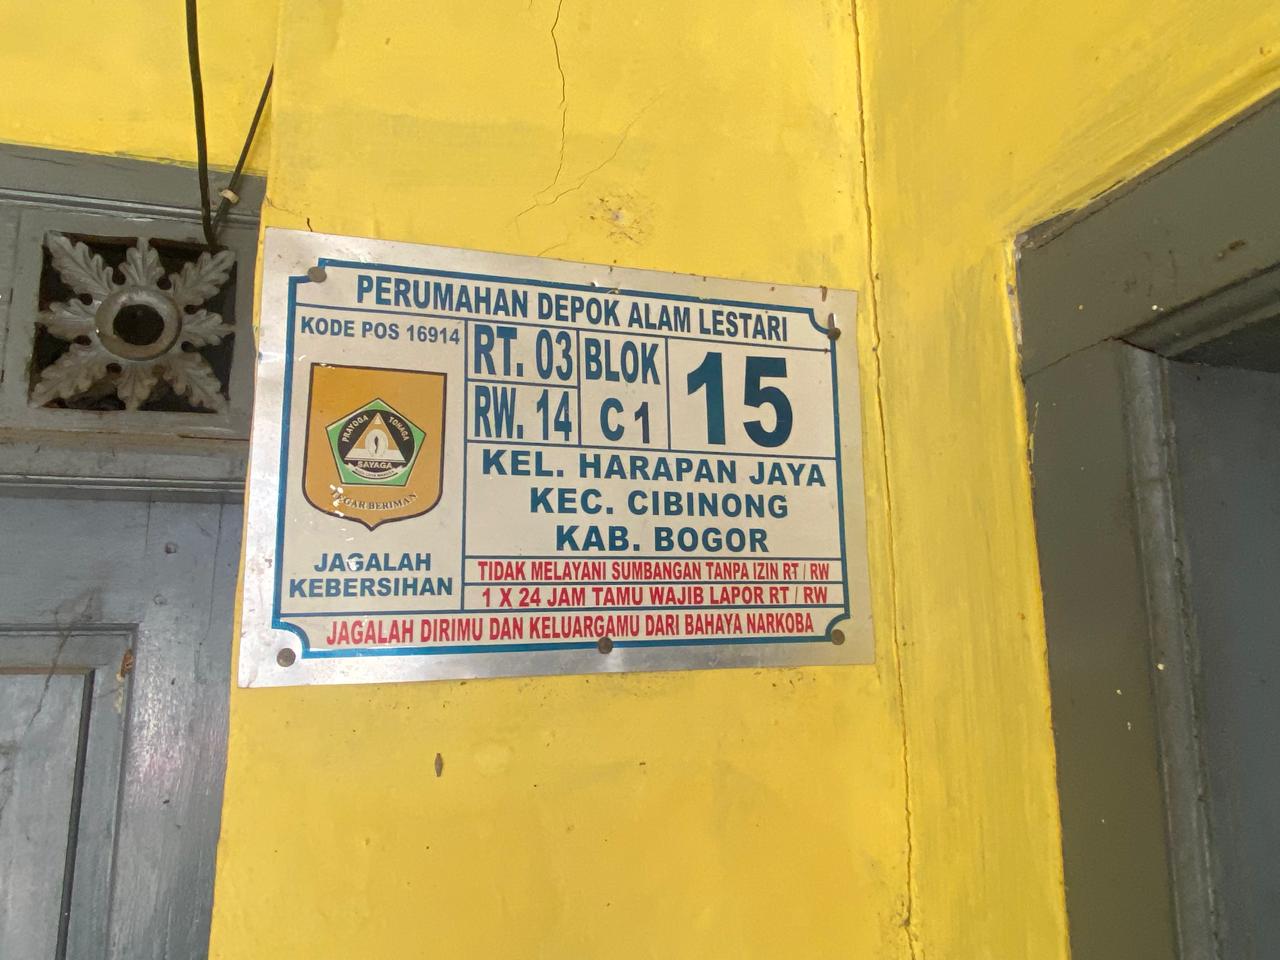 PERUMAHAN DEPOK ALAM LESTARI
KODE POS 16914
PRAYOGA TOHAGA
SAYAGA
TEGAR BERIMAN
JAGALAH
KEBERSIHAN
RT. 03
RW. 14
BLOK
C 1
15
KEL. HARAPAN JAYA
KEC. CIBINONG
KAB. BOGOR
TIDAK MELAYANI SUMBANGAN TANPA IZIN RT / RW
1 X 24 JAM TAMU WAJIB LAPOR RT / RW
JAGALAH DIRIMU DAN KELUARGAMU DARI BAHAYA NARKOBA